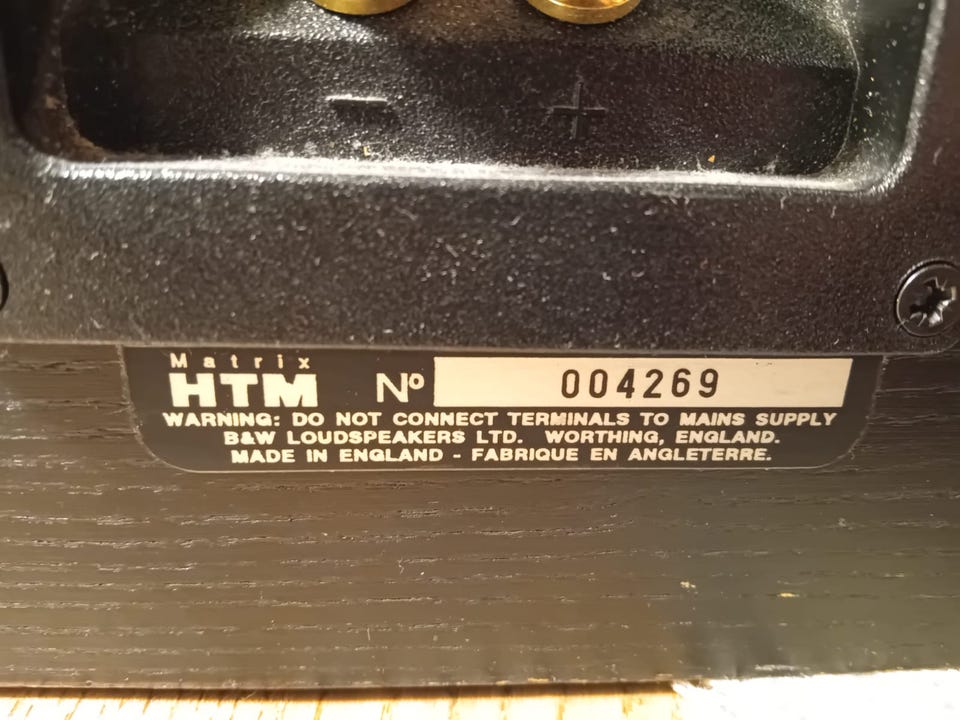 - +
Matrix
HTM Nº 004269
WARNING: DO NOT CONNECT TERMINALS TO MAINS SUPPLY
B&W LOUDSPEAKERS LTD. WORTHING, ENGLAND.
MADE IN ENGLAND - FABRIQUE EN ANGLETERRE.